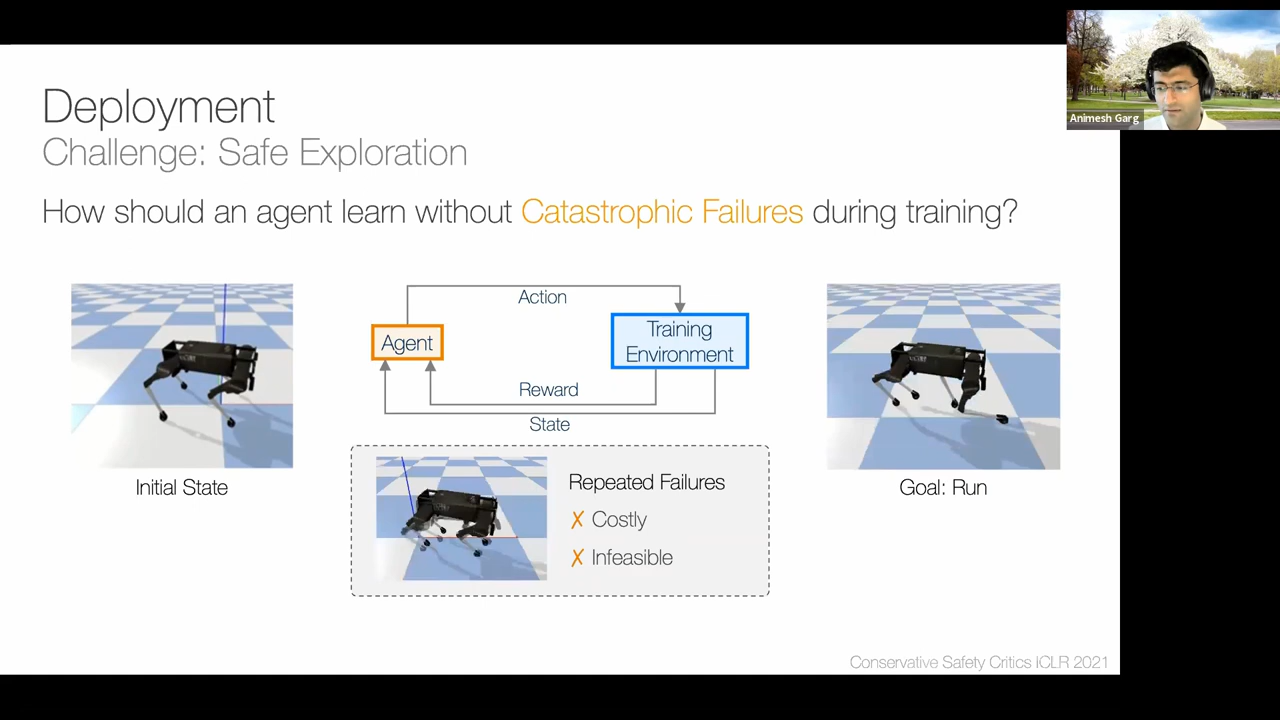 Deployment
Challenge: Safe Exploration
Animesh Garg
How should an agent learn without Catastrophic Failures during training?
Action
Agent
Training
Environment
Reward
State
Initial State
Repeated Failures
✗ Costly
✗ Infeasible
Goal: Run
Conservative Safety Critics ICLR 2021